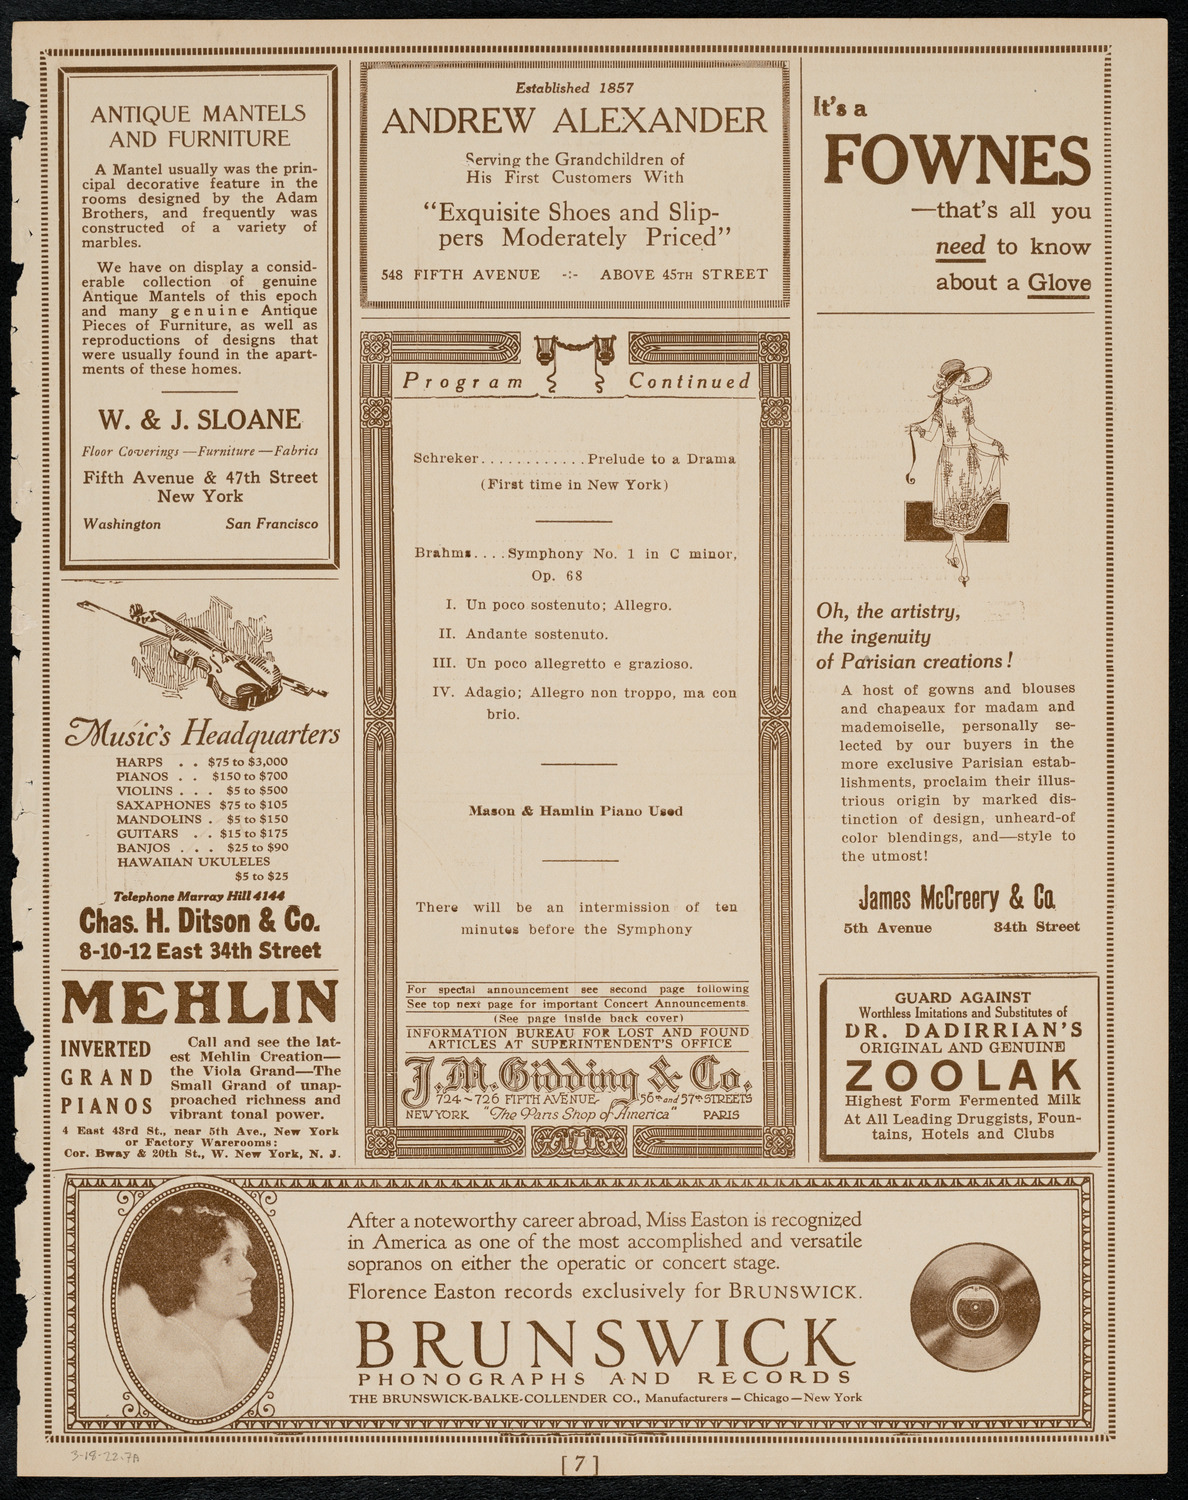 ANTIQUE MANTELS
AND FURNITURE
A Mantel usually was the prin-
cipal decorative feature in the
rooms designed by the Adam
Brothers, and frequently was
constructed of a variety of
marbles.
We have on display a consid-
erable collection of genuine
Antique Mantels of this epoch
and many genuine Antique
Pieces of Furniture, as well as
reproductions of designs that
were usually found in the apart-
ments of these homes.
W. & J. SLOANE
Floor Coverings—Furniture—Fabrics
Fifth Avenue & 47th Street
New York
Washington San Francisco
Music's Headquarters
HARPS . . $75 to $3,000
PIANOS . . $150 to $700
VIOLINS . . . $5 to $500
SAXAPHONES $75 to $105
MANDOLINS . $5 to $150
GUITARS . . $15 to $175
BANJOS . . . $25 to $90
HAWAIIAN UKULELES
$5 to $25
Telephone Murray Hill 4144
Chas. H. Ditson & Co.
8-10-12 East 34th Street
MEHLIN
INVERTED
GRAND
PIANOS
Call and see the lat-
est Mehlin Creation—
the Viola Grand—The
Small Grand of unap-
proached richness and
vibrant tonal power.
4 East 43rd St., near 5th Ave., New York
or Factory Warerooms:
Cor. Bway & 20th St., W. New York, N. J.
Established 1857
ANDREW ALEXANDER
Serving the Grandchildren of
His First Customers With
"Exquisite Shoes and Slip-
pers Moderately Priced"
548 FIFTH AVENUE -:- ABOVE 45TH STREET
Program Continued
Schreker............Prelude to a Drama
(First time in New York)
Brahms....Symphony No. 1 in C minor,
Op. 68
I. Un poco sostenuto; Allegro.
II. Andante sostenuto.
III. Un poco allegretto e grazioso.
IV. Adagio; Allegro non troppo, ma con
brio.
Mason & Hamlin Piano Used
There will be an intermission of ten
minutes before the Symphony
For special announcement see second page following
See top next page for important Concert Announcements
(See page inside back cover)
INFORMATION BUREAU FOR LOST AND FOUND
ARTICLES AT SUPERINTENDENT'S OFFICE
J.M. Gidding & Co.
724~726 FIFTH AVENUE- 56th and 57th STREETS
NEW YORK "The Paris Shop of America" PARIS
It's a
FOWNES
—that's all you
need to know
about a Glove
Oh, the artistry,
the ingenuity
of Parisian creations!
A host of gowns and blouses
and chapeaux for madam and
mademoiselle, personally se-
lected by our buyers in the
more exclusive Parisian estab-
lishments, proclaim their illus-
trious origin by marked dis-
tinction of design, unheard-of
color blendings, and—style to
the utmost!
James McCreery & Co.
5th Avenue 34th Street
GUARD AGAINST
Worthless Imitations and Substitutes of
DR. DADIRRIAN'S
ORIGINAL AND GENUINE
ZOOLAK
Highest Form Fermented Milk
At All Leading Druggists, Foun-
tains, Hotels and Clubs
After a noteworthy career abroad, Miss Easton is recognized
in America as one of the most accomplished and versatile
sopranos on either the operatic or concert stage.
Florence Easton records exclusively for BRUNSWICK.
BRUNSWICK
PHONOGRAPHS AND RECORDS
THE BRUNSWICK-BALKE-COLLENDER CO., Manufacturers—Chicago—New York
3-18-22.7A
[7]